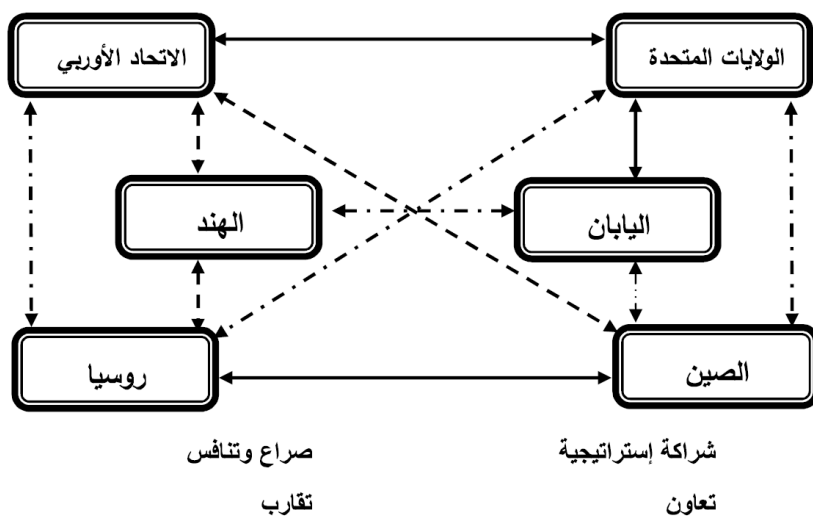 الولايات المتحدة
الاتحاد الأوربي
اليابان
الهند
الصين
روسيا
شراكة إستراتيجية
صراع وتنافس
تعاون
تقارب